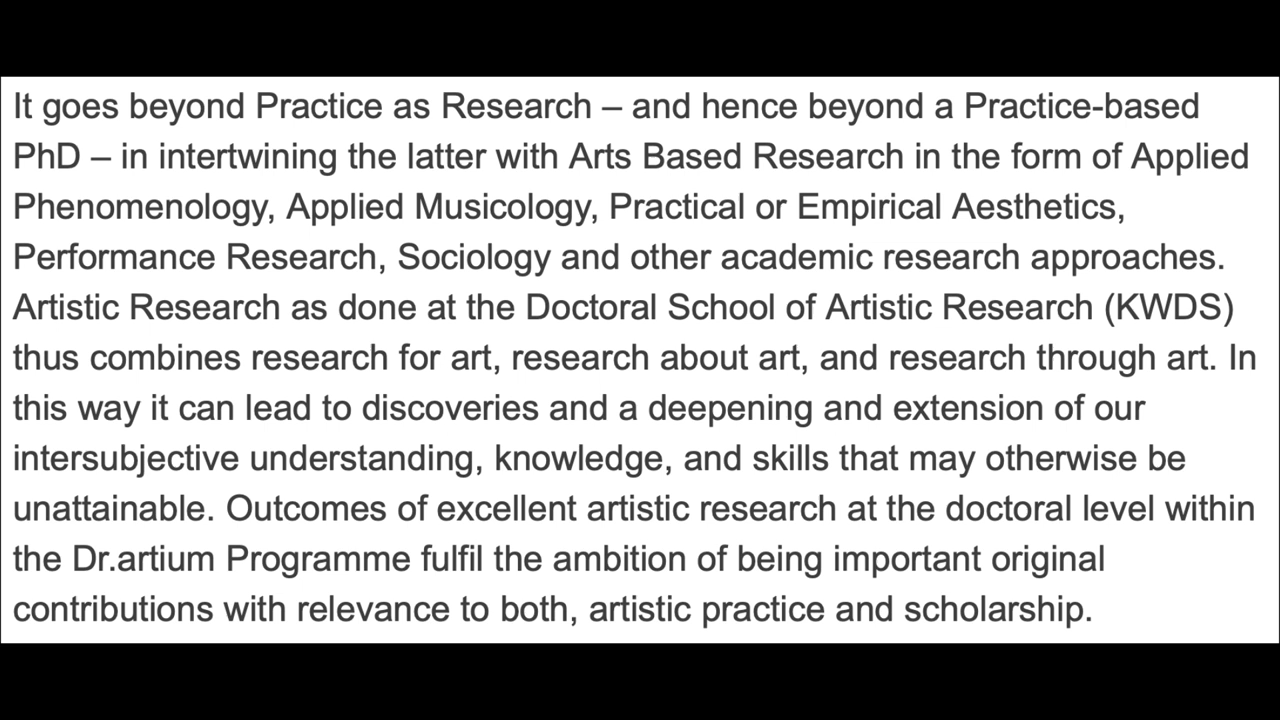 It goes beyond Practice as Research – and hence beyond a Practice-based
PhD – in intertwining the latter with Arts Based Research in the form of Applied
Phenomenology, Applied Musicology, Practical or Empirical Aesthetics,
Performance Research, Sociology and other academic research approaches.
Artistic Research as done at the Doctoral School of Artistic Research (KWDS)
thus combines research for art, research about art, and research through art. In
this way it can lead to discoveries and a deepening and extension of our
intersubjective understanding, knowledge, and skills that may otherwise be
unattainable. Outcomes of excellent artistic research at the doctoral level within
the Dr.artium Programme fulfil the ambition of being important original
contributions with relevance to both, artistic practice and scholarship.